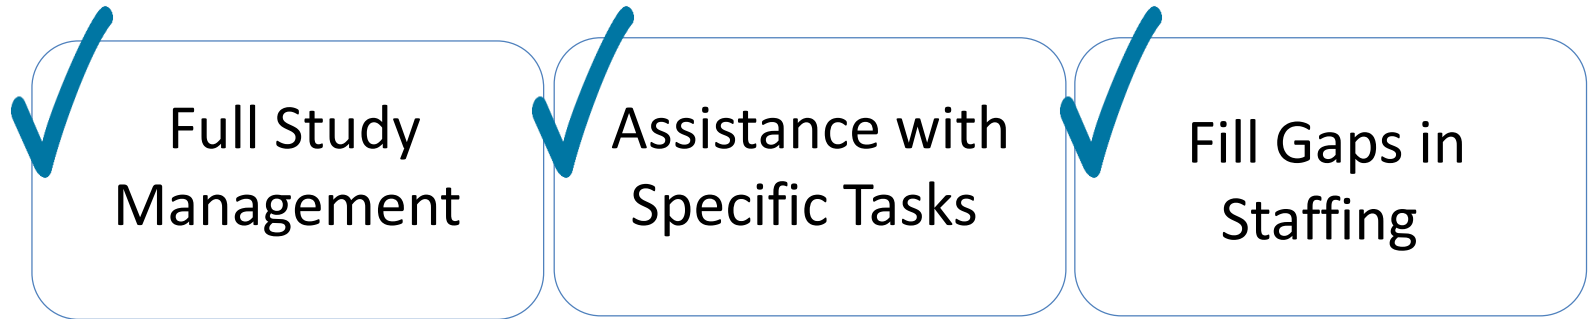 Full Study
Management
Assistance with
Specific Tasks
Fill Gaps in
Staffing